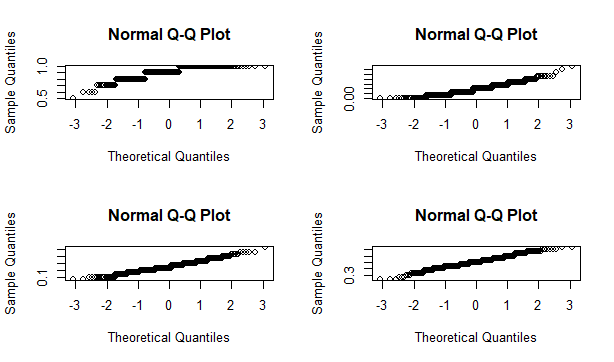 Normal Q-Q Plot
Sample Quantiles
0.5 1.0
-3 -2 -1 0 1 2 3
Theoretical Quantiles
Normal Q-Q Plot
Sample Quantiles
0.00
-3 -2 -1 0 1 2 3
Theoretical Quantiles
Normal Q-Q Plot
Sample Quantiles
0.1
-3 -2 -1 0 1 2 3
Theoretical Quantiles
Normal Q-Q Plot
Sample Quantiles
0.3
-3 -2 -1 0 1 2 3
Theoretical Quantiles